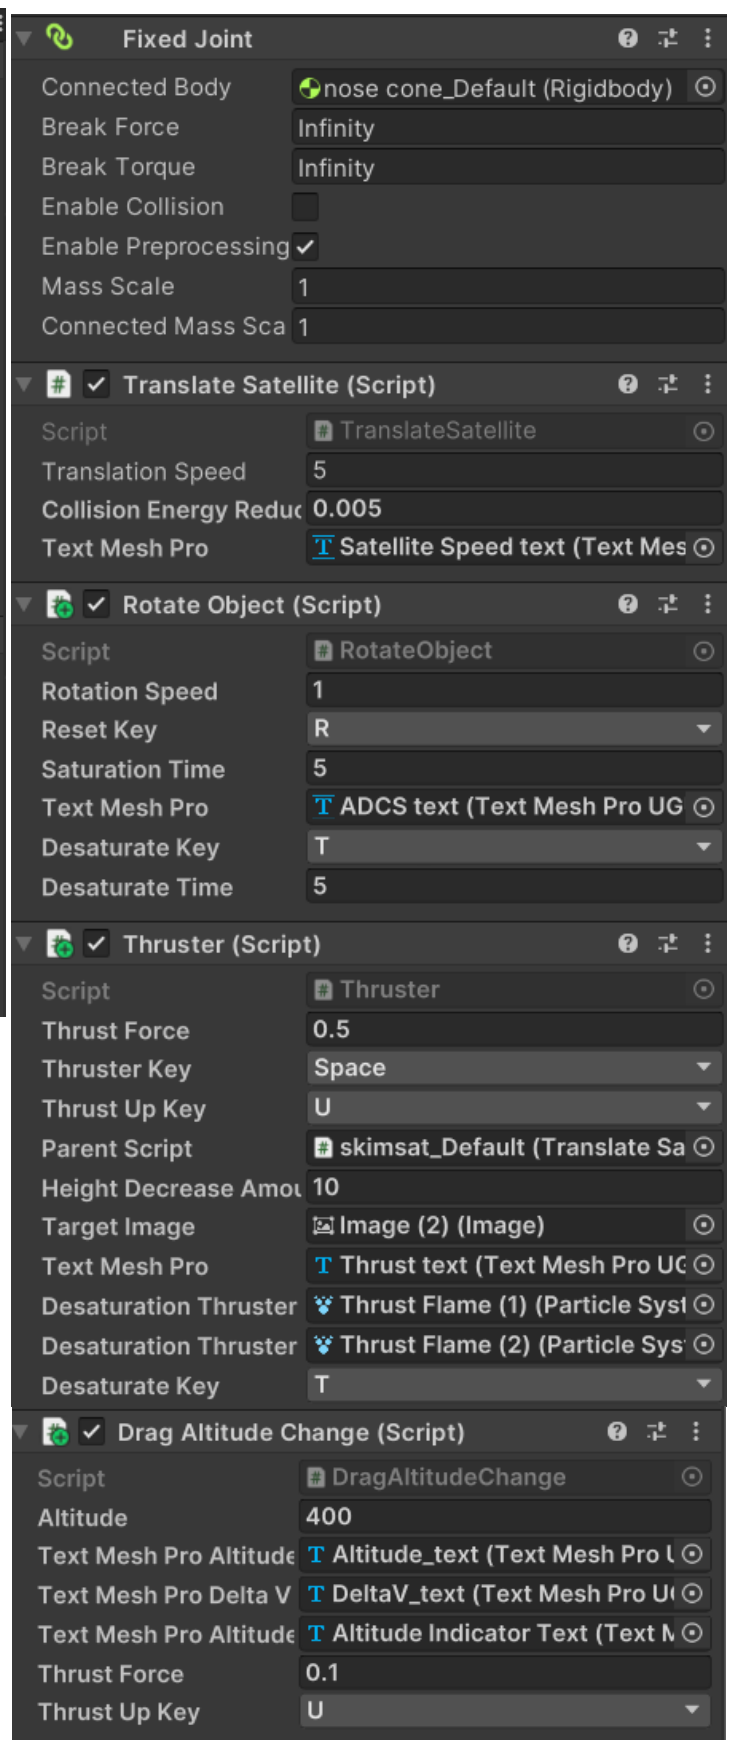 Fixed Joint
Connected Body nose cone_Default (Rigidbody)
Break Force Infinity
Break Torque Infinity
Enable Collision
Enable Preprocessing
Mass Scale 1
Connected Mass Sca 1
# Translate Satellite (Script)
Script # TranslateSatellite
Translation Speed 5
Collision Energy Reduc 0.005
Text Mesh Pro T Satellite Speed text (Text Mes
# Rotate Object (Script)
Script # RotateObject
Rotation Speed 1
Reset Key R
Saturation Time 5
Text Mesh Pro T ADCS text (Text Mesh Pro UG
Desaturate Key T
Desaturate Time 5
# Thruster (Script)
Script # Thruster
Thrust Force 0.5
Thruster Key Space
Thrust Up Key U
Parent Script # skimsat_Default (Translate Sa
Height Decrease Amou 10
Target Image Image (2) (Image)
Text Mesh Pro T Thrust text (Text Mesh Pro UG
Desaturation Thruster Thrust Flame (1) (Particle Syst
Desaturation Thruster Thrust Flame (2) (Particle Sys
Desaturate Key T
# Drag Altitude Change (Script)
Script # DragAltitudeChange
Altitude 400
Text Mesh Pro Altitude T Altitude_text (Text Mesh Pro U
Text Mesh Pro Delta V T DeltaV_text (Text Mesh Pro U
Text Mesh Pro Altitude T Altitude Indicator Text (Text M
Thrust Force 0.1
Thrust Up Key U